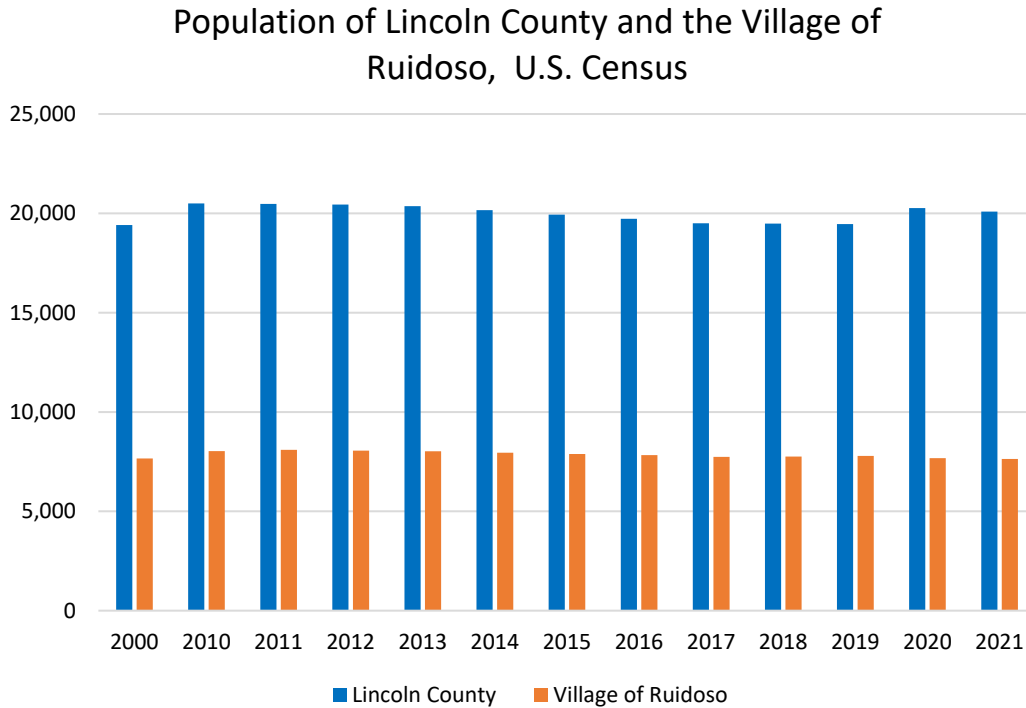 Population of Lincoln County and the Village of
Ruidoso, U.S. Census
25,000
20,000
15,000
10,000
5,000
0
2000 2010 2011 2012 2013 2014 2015 2016 2017 2018 2019 2020 2021
Lincoln County Village of Ruidoso